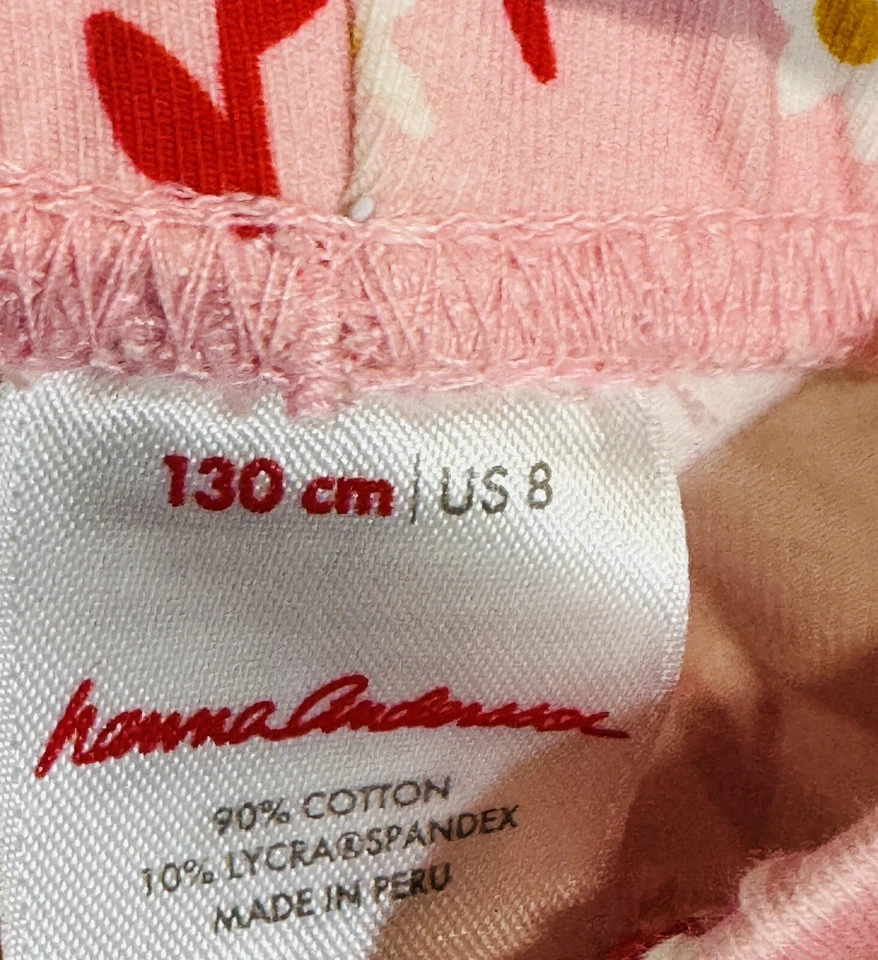 130 cm | US 8
hanna andersson
90% COTTON
10% LYCRA®SPANDEX
MADE IN PERU